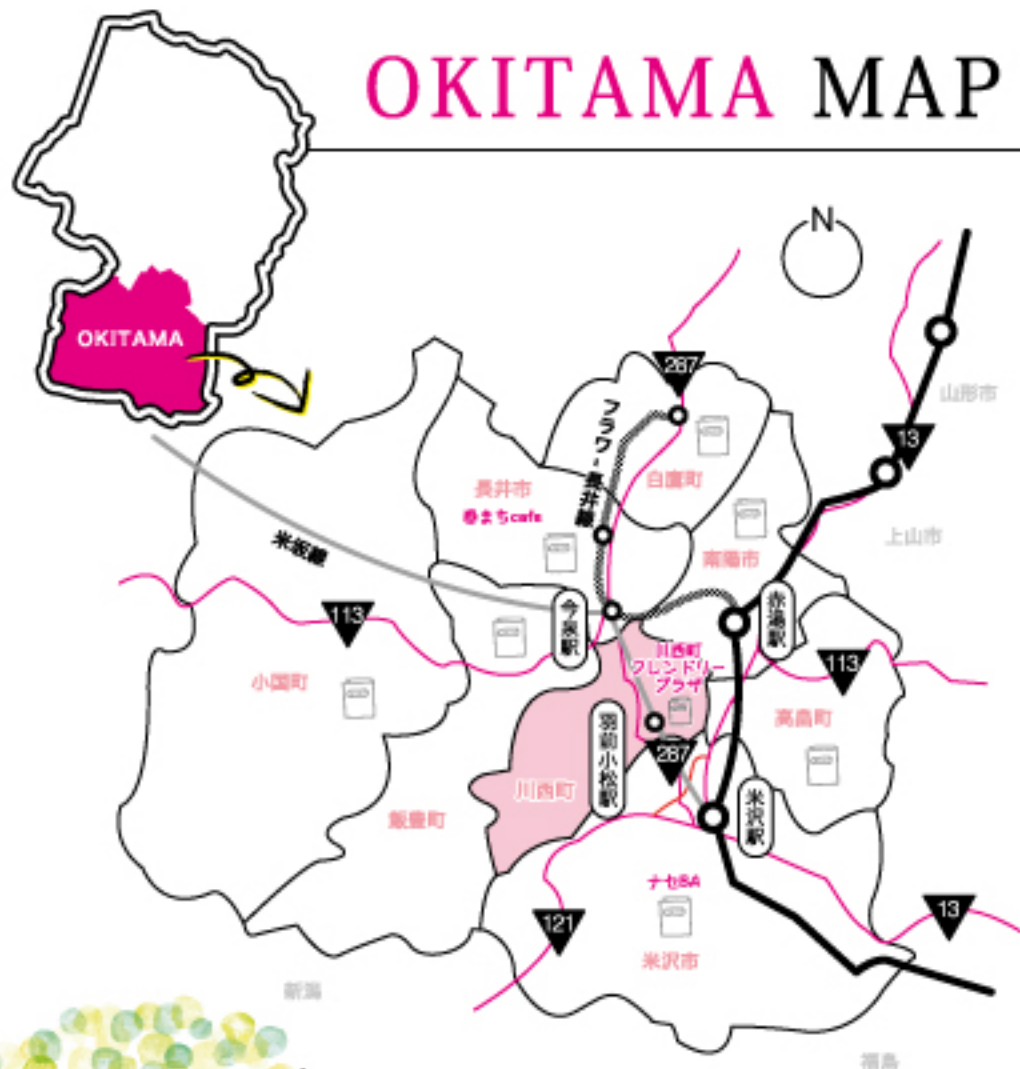 OKITAMA MAP
OKITAMA
N
287
山形市
13
フラワー長井線
白鷹町
長井市
巻まちcafe
南陽市
上山市
米坂線
113
今泉駅
赤湯駅
川西町
フレンドリー
プラザ
113
小国町
高畠町
羽前小松駅
287
川西町
飯豊町
米沢駅
ナセBA
121
13
米沢市
新潟
福島